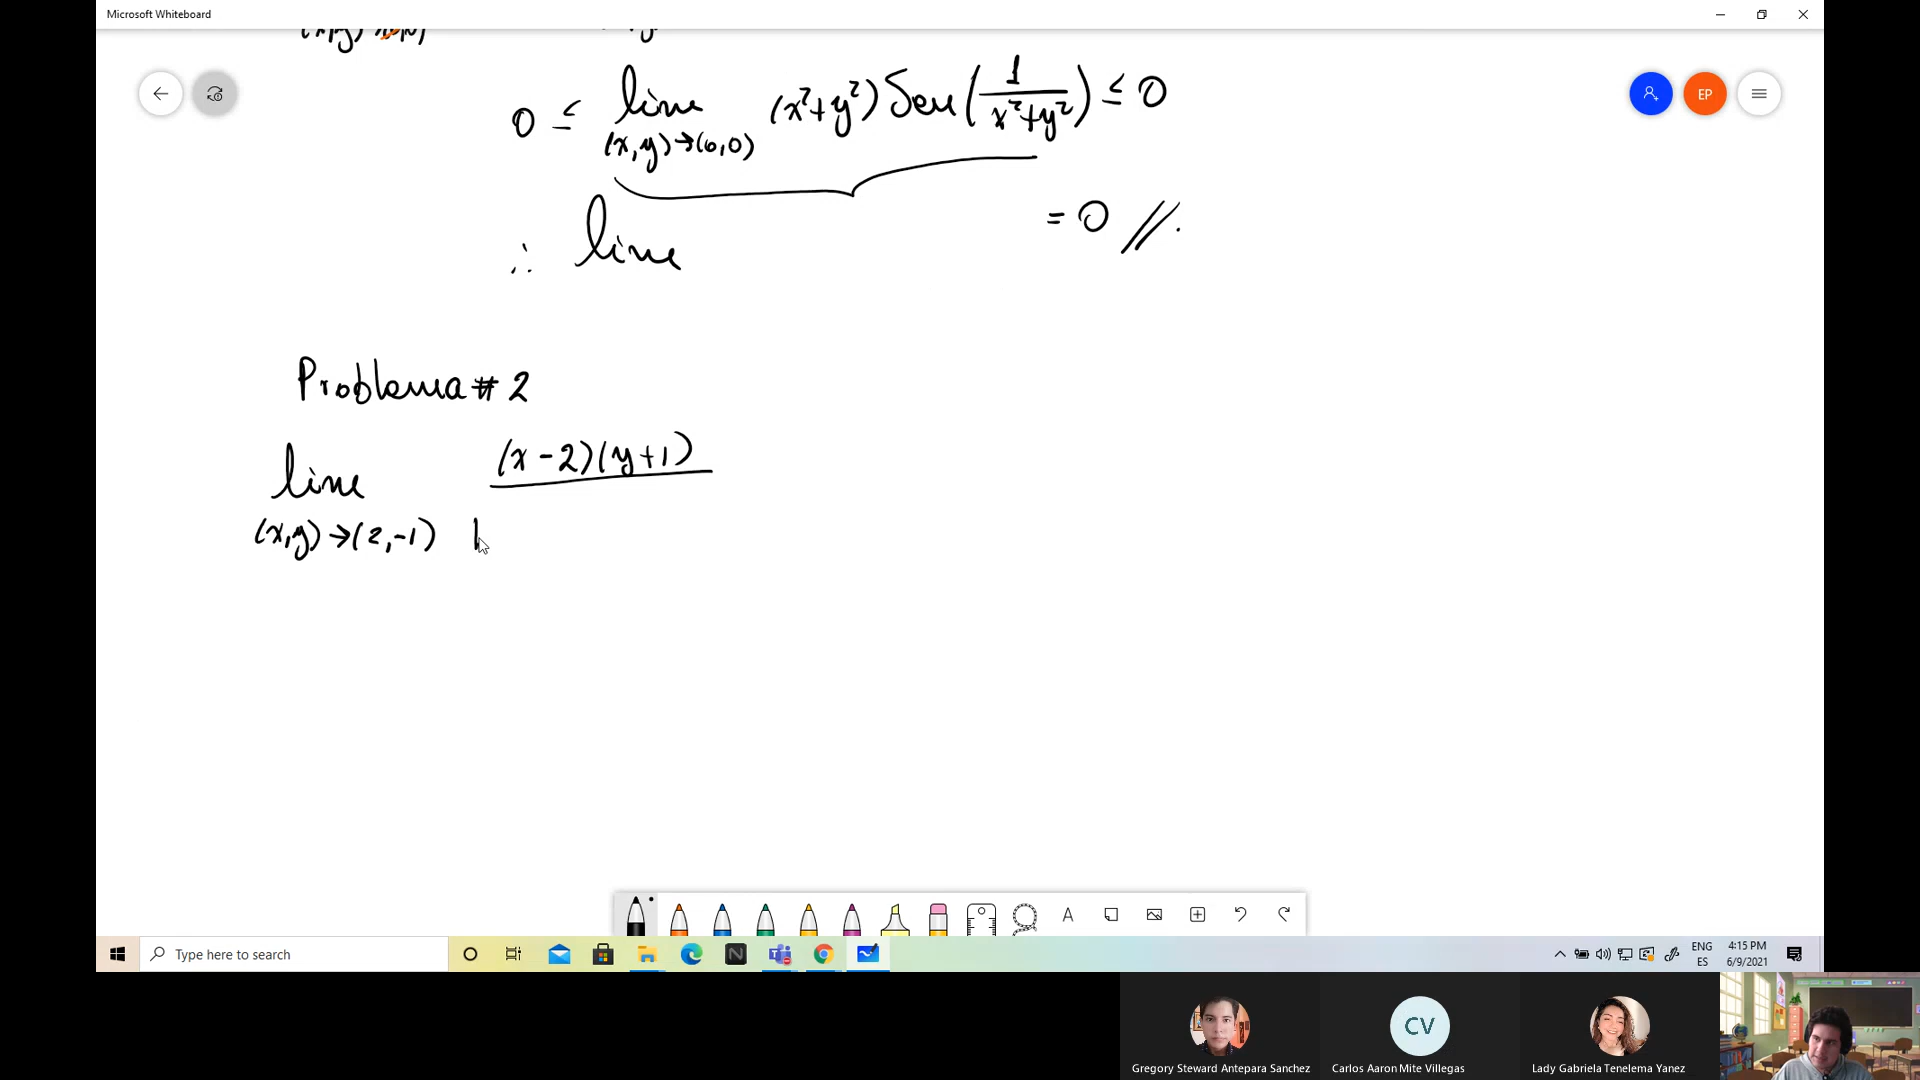 Microsoft Whiteboard
EP
0 ≤ lim (x²+y²) Sen (1/(x²+y²)) ≤ 0
(x,y)→(0,0)
∴ lim = 0 //.
Problema # 2
lim (x-2)(y+1)
(x,y)→(2,-1)
A
Type here to search
N
ENG
ES
4:15 PM
6/9/2021
CV
Gregory Steward Antepara Sanchez
Carlos Aaron Mite Villegas
Lady Gabriela Tenelema Yanez